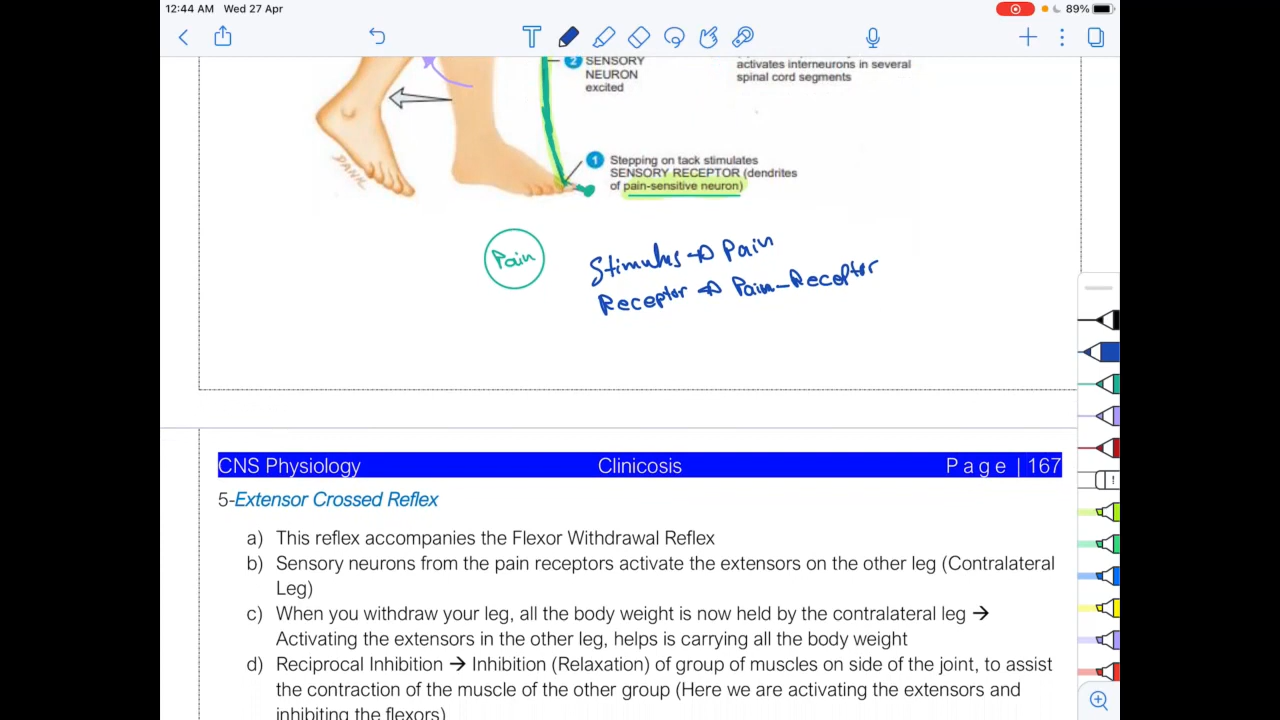 12:44 AM Wed 27 Apr
89%
T
2 SENSORY
NEURON
excited
activates interneurons in several
spinal cord segments
1 Stepping on tack stimulates
SENSORY RECEPTOR (dendrites
of pain-sensitive neuron)
Pain
Stimulus → Pain
Receptor → Pain-Receptor
CNS Physiology Clinicosis Page | 167
5-Extensor Crossed Reflex
a) This reflex accompanies the Flexor Withdrawal Reflex
b) Sensory neurons from the pain receptors activate the extensors on the other leg (Contralateral
Leg)
c) When you withdraw your leg, all the body weight is now held by the contralateral leg →
Activating the extensors in the other leg, helps is carrying all the body weight
d) Reciprocal Inhibition → Inhibition (Relaxation) of group of muscles on side of the joint, to assist
the contraction of the muscle of the other group (Here we are activating the extensors and
inhibiting the flexors)